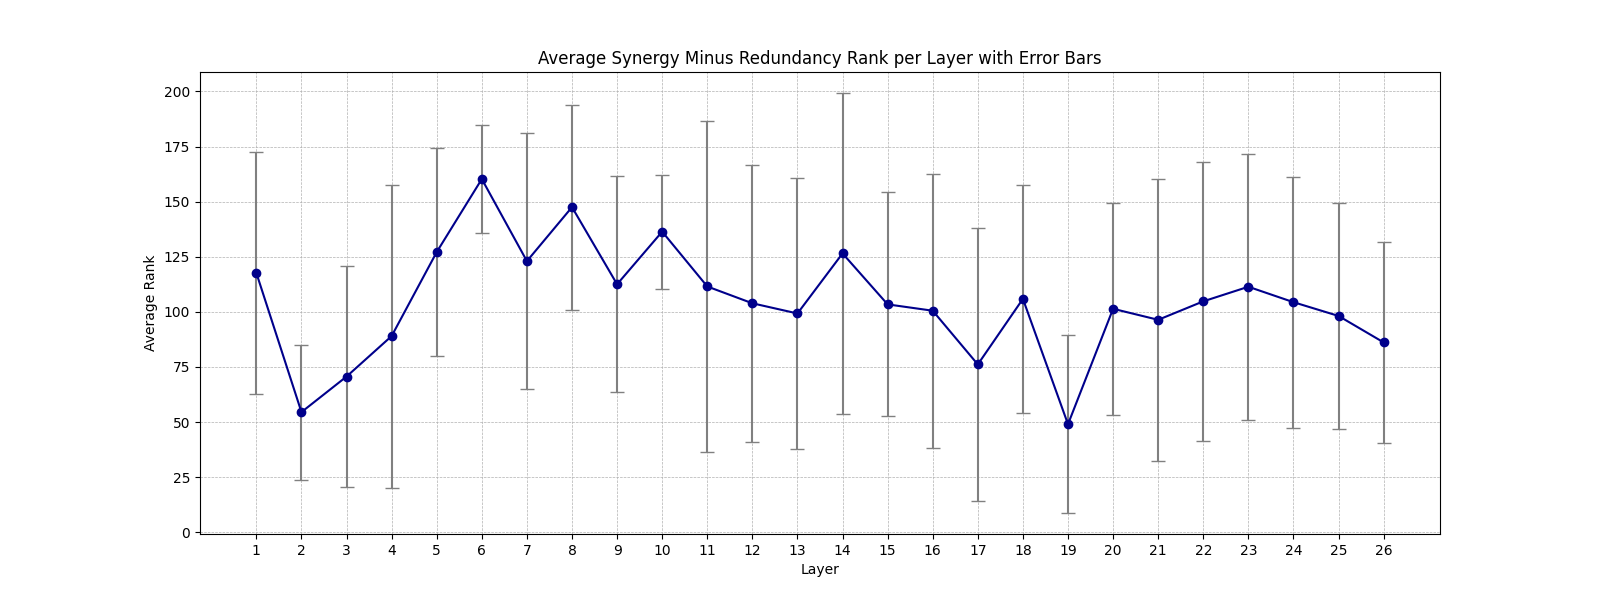 Average Synergy Minus Redundancy Rank per Layer with Error Bars
Average Rank
200
175
150
125
100
75
50
25
0
1 2 3 4 5 6 7 8 9 10 11 12 13 14 15 16 17 18 19 20 21 22 23 24 25 26
Layer